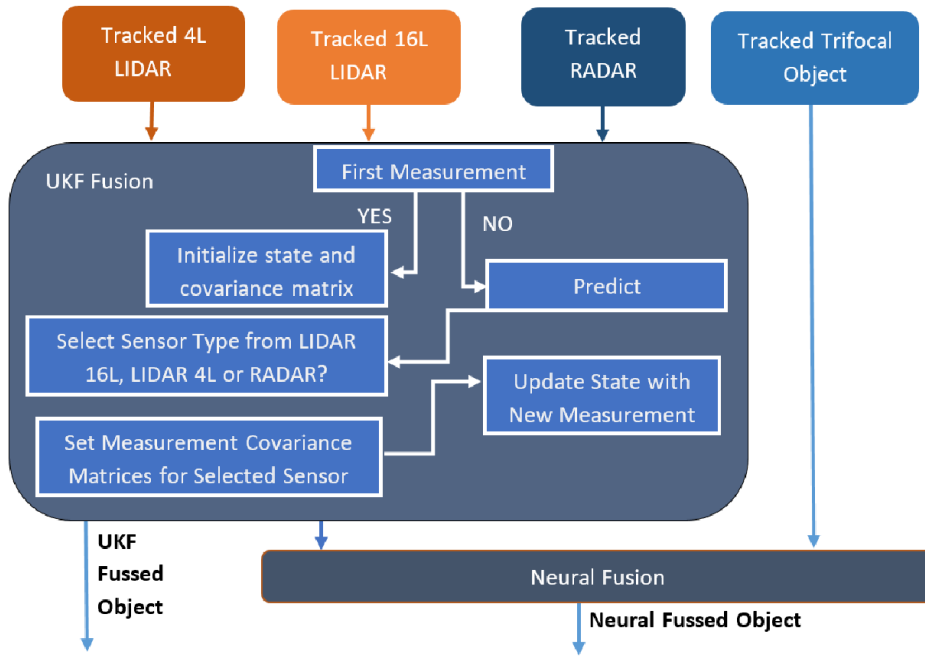 Tracked 4L
LIDAR
Tracked 16L
LIDAR
Tracked
RADAR
Tracked Trifocal
Object
UKF Fusion
First Measurement
YES
NO
Initialize state and
covariance matrix
Predict
Select Sensor Type from LIDAR
16L, LIDAR 4L or RADAR?
Update State with
New Measurement
Set Measurement Covariance
Matrices for Selected Sensor
UKF
Fussed
Object
Neural Fusion
Neural Fussed Object